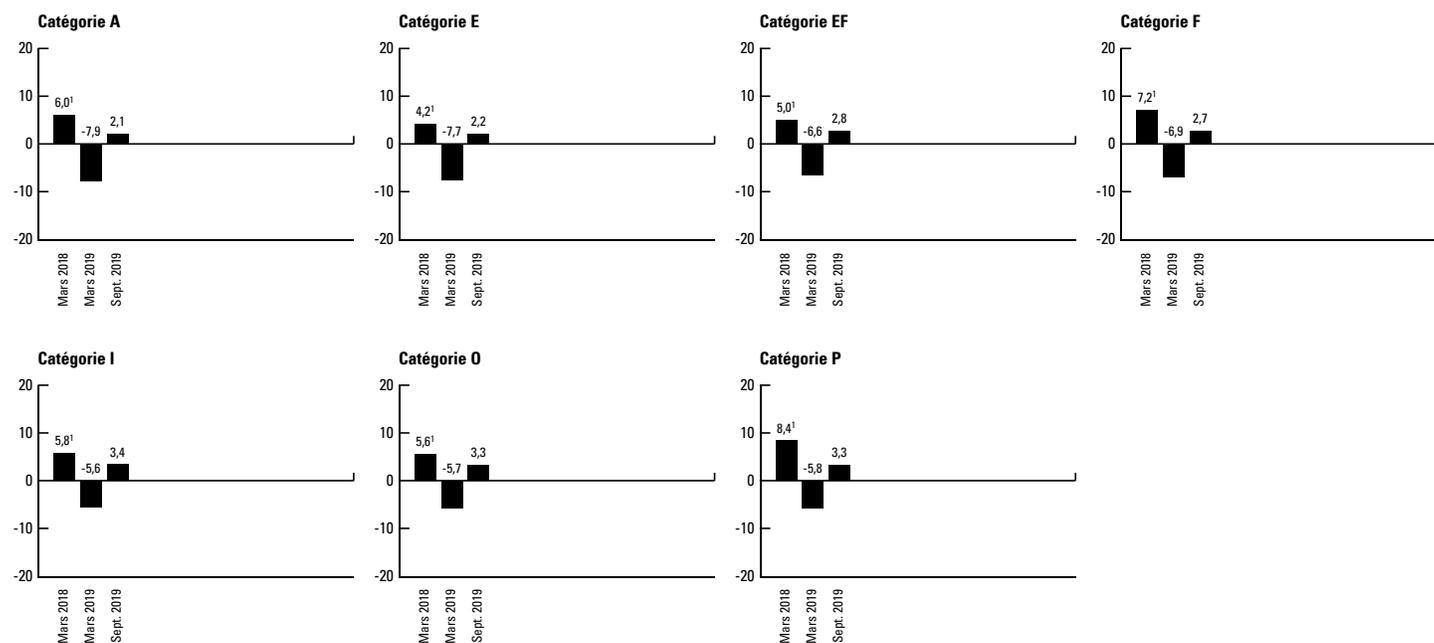 Catégorie A
20
10
0
-10
-20
6,0¹
-7,9
2,1
Mars 2018
Mars 2019
Sept. 2019
Catégorie E
20
10
0
-10
-20
4,2¹
-7,7
2,2
Mars 2018
Mars 2019
Sept. 2019
Catégorie EF
20
10
0
-10
-20
5,0¹
-6,6
2,8
Mars 2018
Mars 2019
Sept. 2019
Catégorie F
20
10
0
-10
-20
7,2¹
-6,9
2,7
Mars 2018
Mars 2019
Sept. 2019
Catégorie I
20
10
0
-10
-20
5,8¹
-5,6
3,4
Mars 2018
Mars 2019
Sept. 2019
Catégorie O
20
10
0
-10
-20
5,6¹
-5,7
3,3
Mars 2018
Mars 2019
Sept. 2019
Catégorie P
20
10
0
-10
-20
8,4¹
-5,8
3,3
Mars 2018
Mars 2019
Sept. 2019